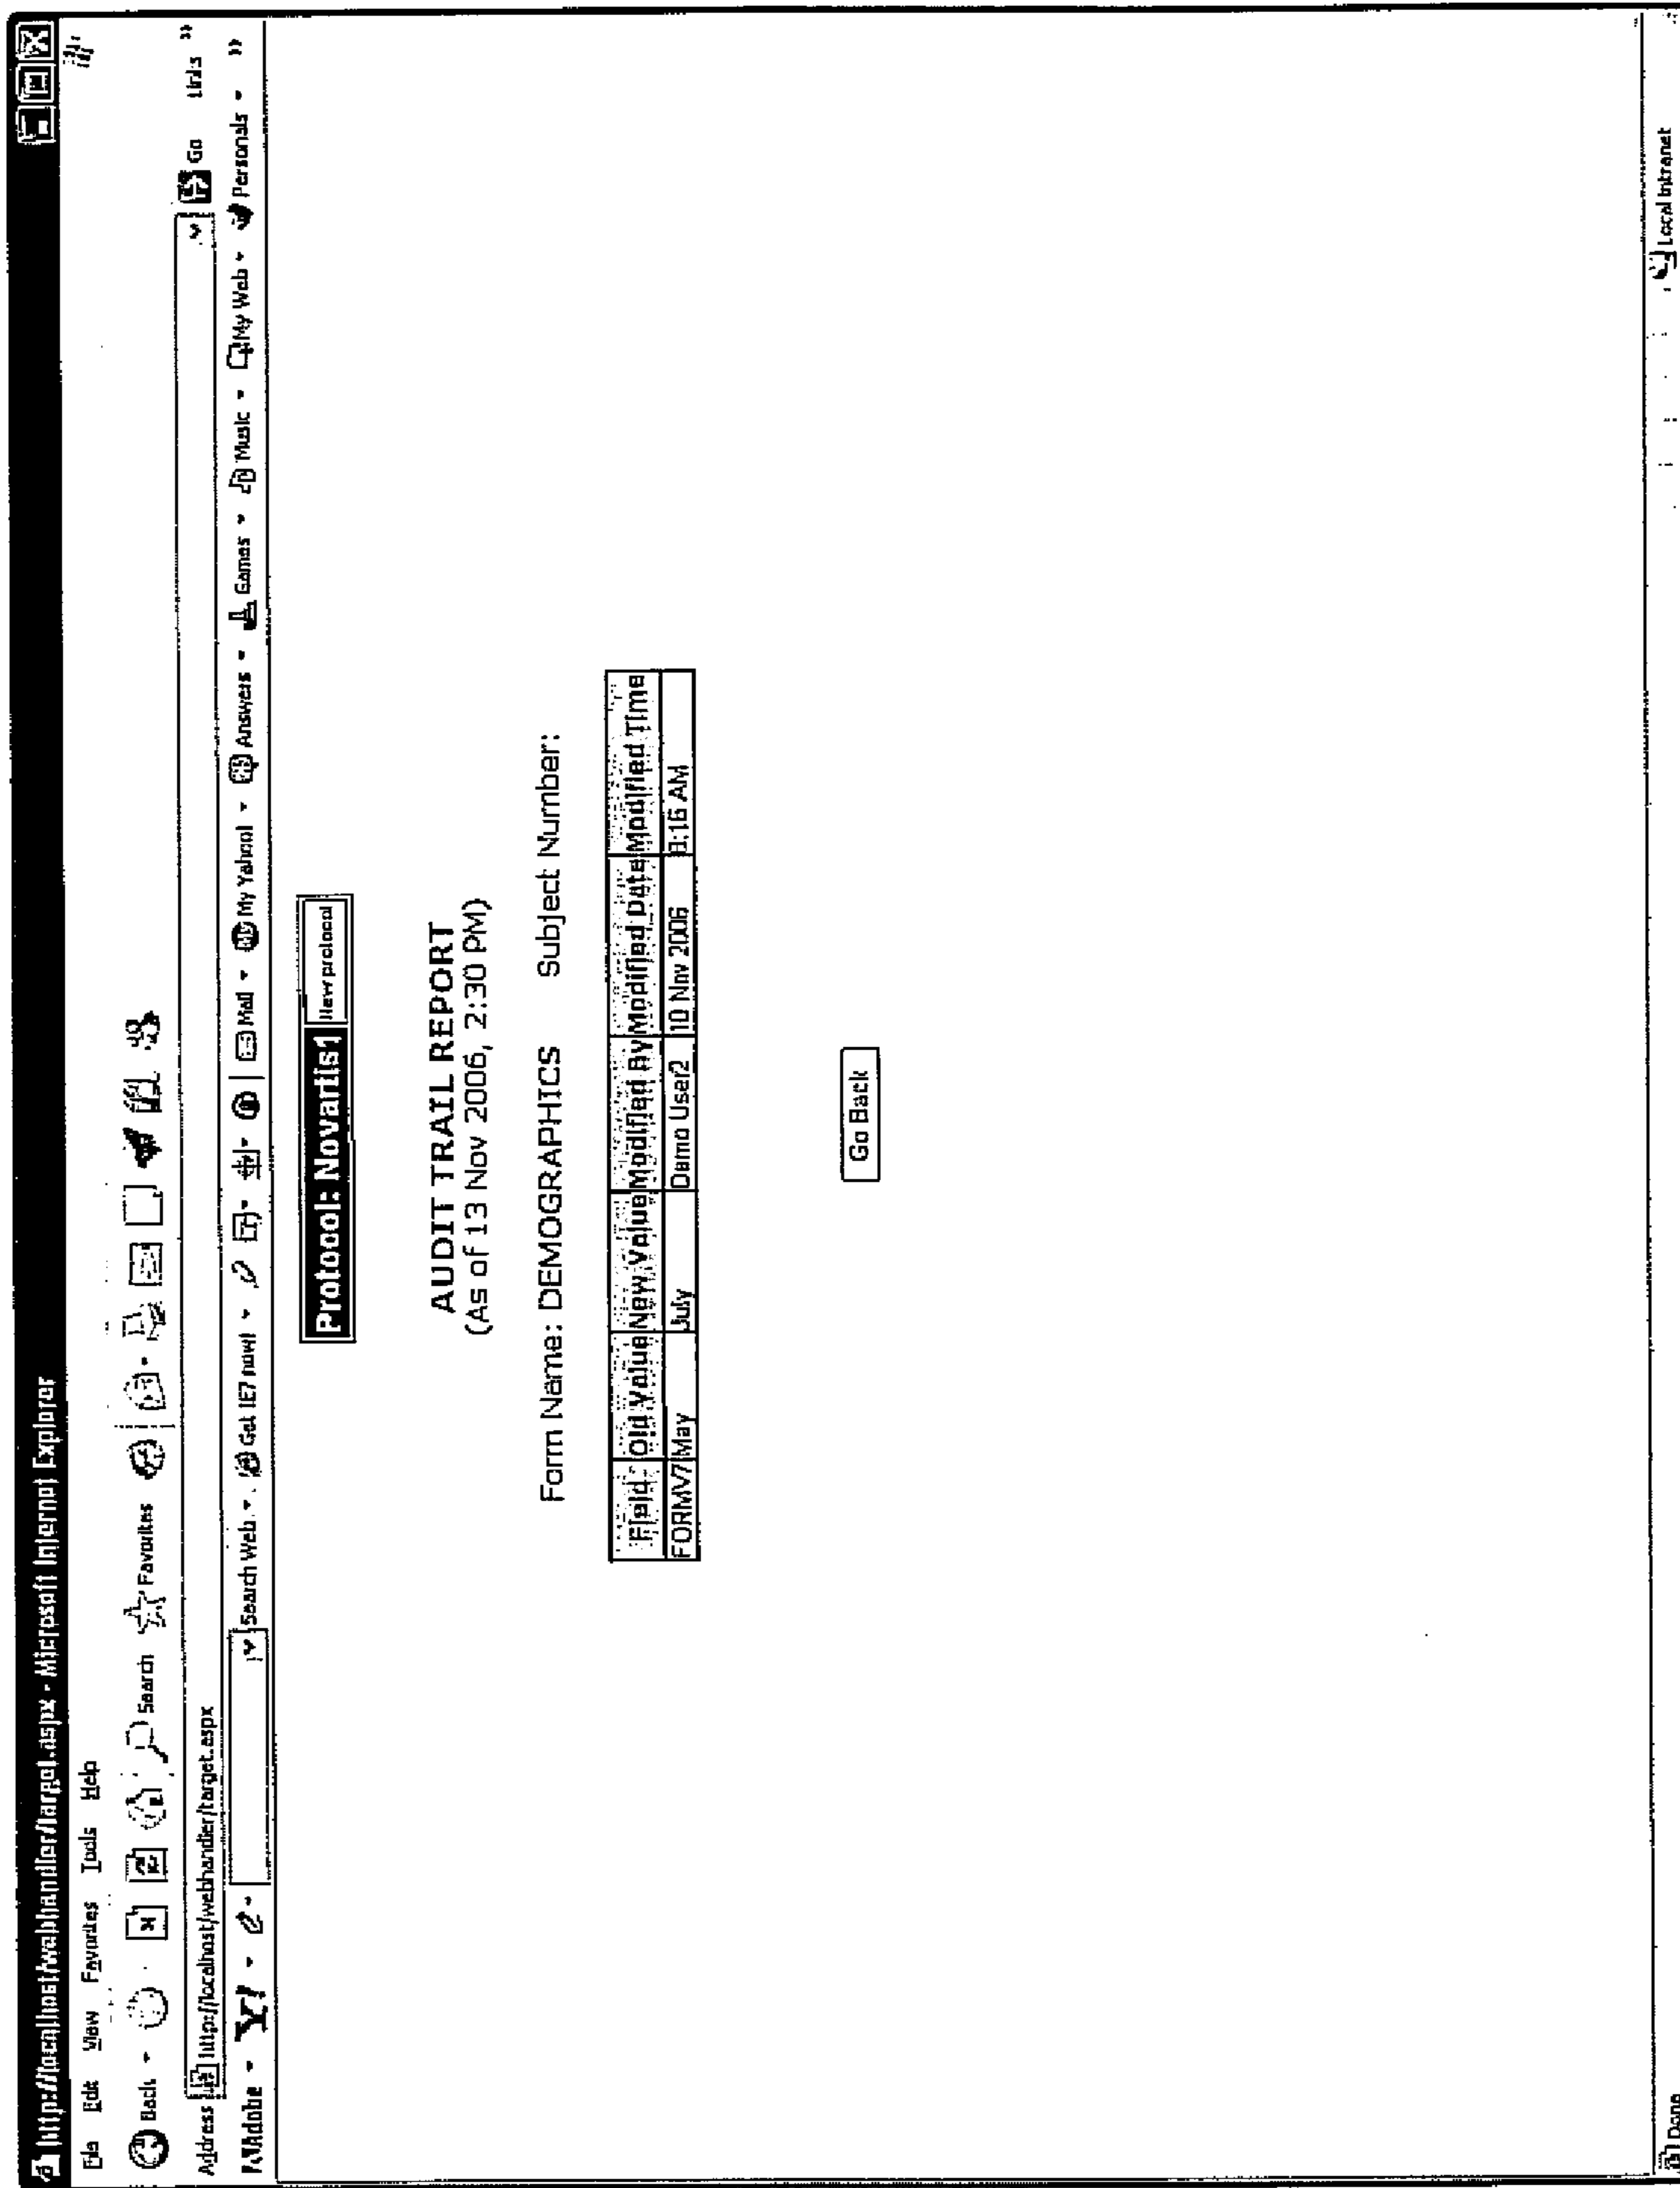 http://localhost/webhandler/target.aspx - Microsoft Internet Explorer
File Edit View Favorites Tools Help
Back Search Favorites
Address http://localhost/webhandler/target.aspx Go Links »
Adobe Y! Search Web Get IE7 now! Mail My Yahoo! Answers Games Music My Web Personals »
Protocol: Novartis1 New protocol
AUDIT TRAIL REPORT
(As of 13 Nov 2006, 2:30 PM)
Form Name: DEMOGRAPHICS Subject Number:
Field Old Value New Value Modified By Modified Date Modified Time
FORMV7 May July Demo User2 10 Nov 2006 :16 AM
Go Back
Done Local intranet